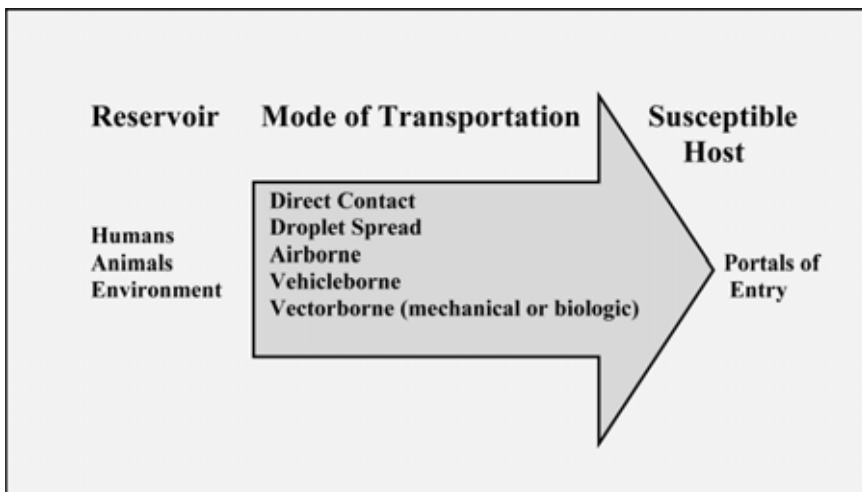 Reservoir
Mode of Transportation
Susceptible
Host
Humans
Animals
Environment
Direct Contact
Droplet Spread
Airborne
Vehicleborne
Vectorborne (mechanical or biologic)
Portals of
Entry